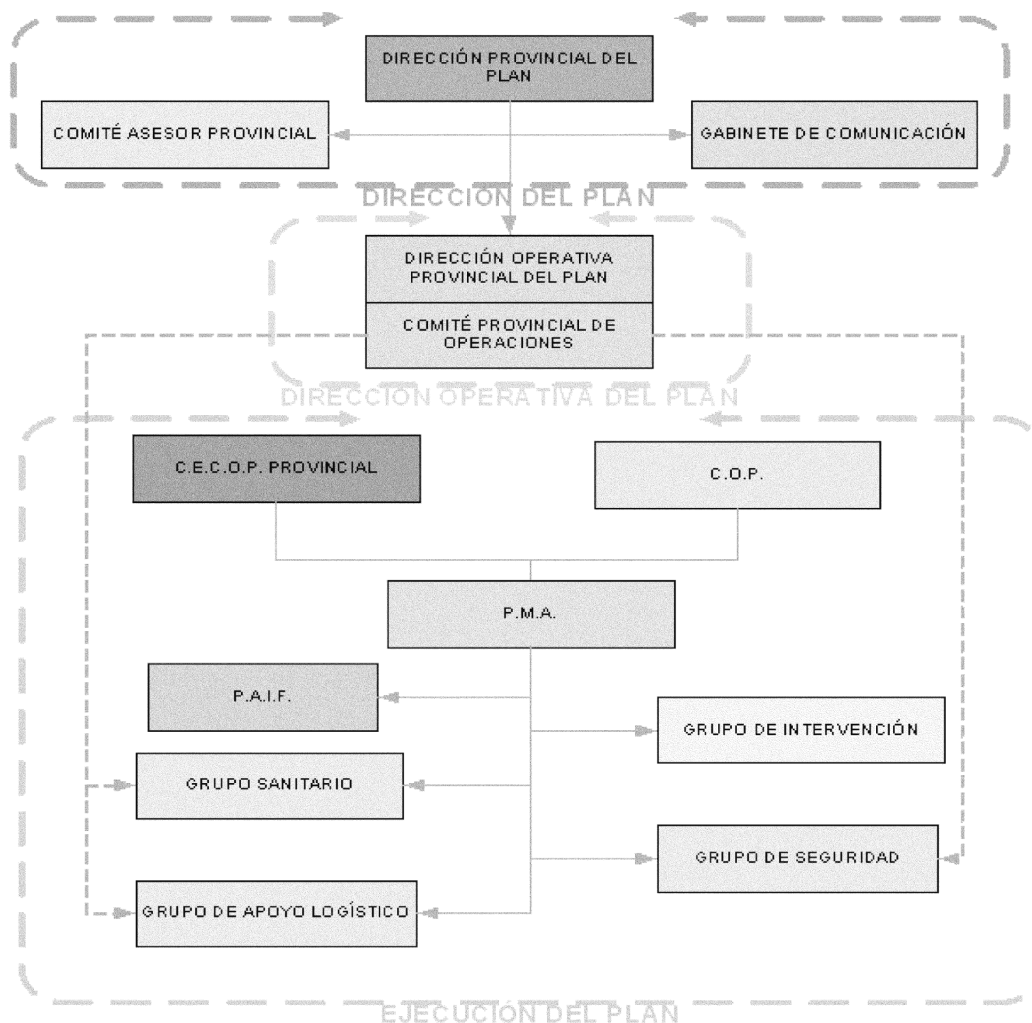 DIRECCIÓN PROVINCIAL DEL
PLAN
COMITÉ ASESOR PROVINCIAL
GABINETE DE COMUNICACIÓN
DIRECCIÓN DEL PLAN
DIRECCIÓN OPERATIVA
PROVINCIAL DEL PLAN
COMITÉ PROVINCIAL DE
OPERACIONES
DIRECCIÓN OPERATIVA DEL PLAN
C.E.C.O.P. PROVINCIAL
C.O.P.
P.M.A.
P.A.I.F.
GRUPO DE INTERVENCIÓN
GRUPO SANITARIO
GRUPO DE SEGURIDAD
GRUPO DE APOYO LOGÍSTICO
EJECUCIÓN DEL PLAN